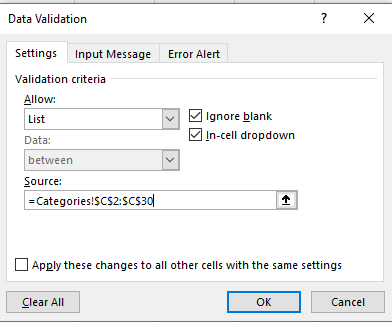 Data Validation ? ×
Settings Input Message Error Alert
Validation criteria
Allow:
List
Ignore blank
Data:
In-cell dropdown
between
Source:
=Categories!$C$2:$C$30
Apply these changes to all other cells with the same settings
Clear All OK Cancel